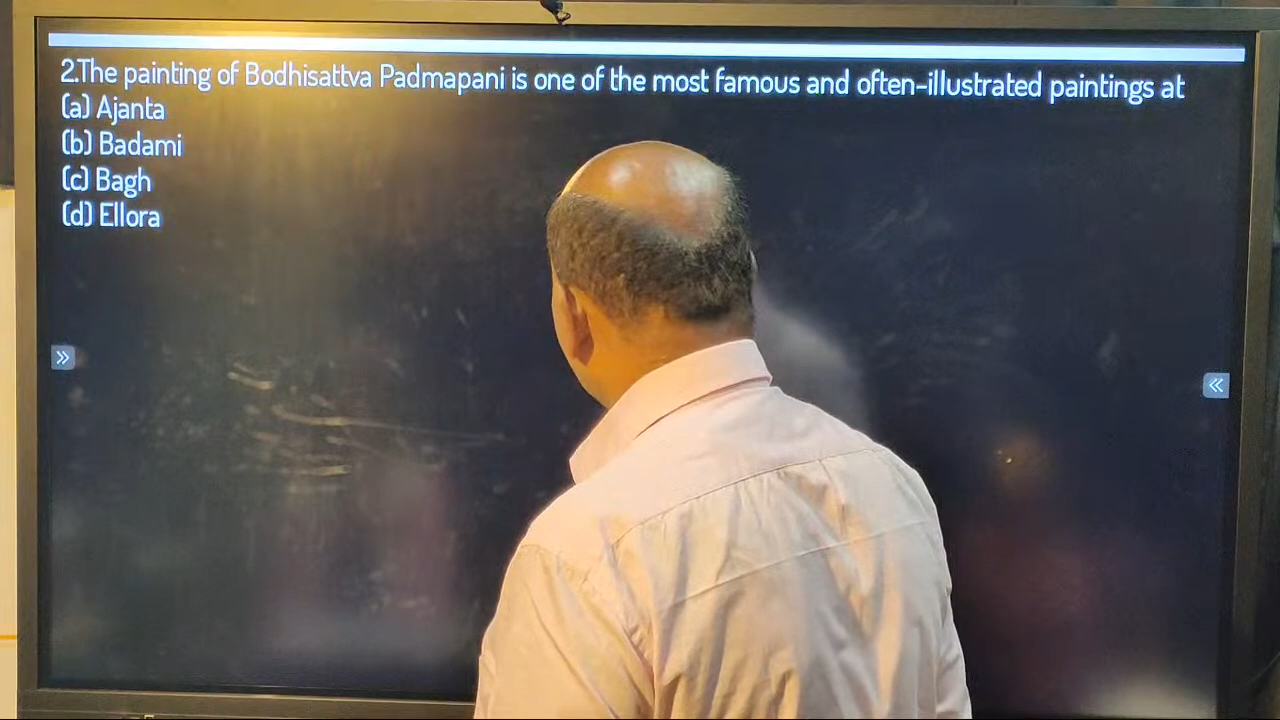 2.The painting of Bodhisattva Padmapani is one of the most famous and often-illustrated paintings at
(a) Ajanta
(b) Badami
(c) Bagh
(d) Ellora